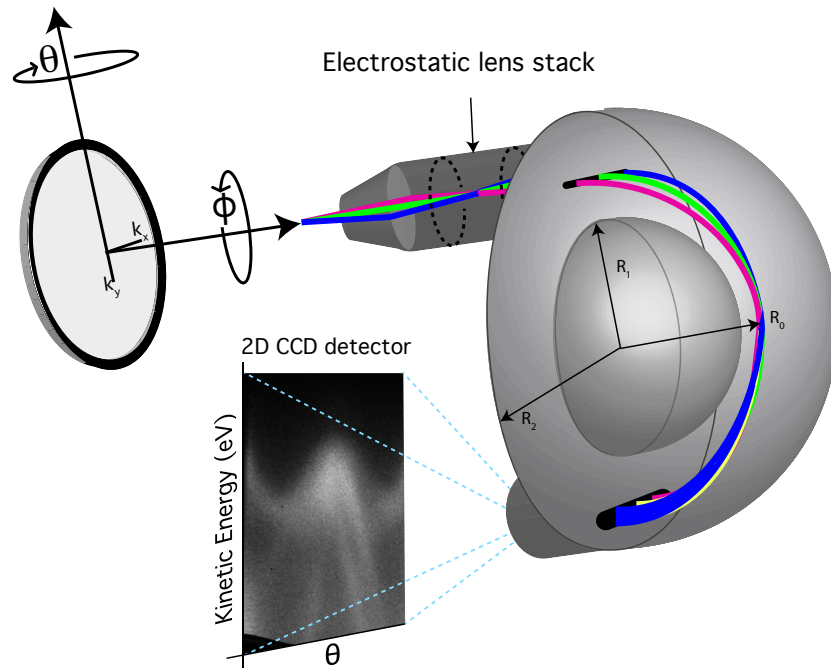 θ
Electrostatic lens stack
ϕ
kx
ky
R1
R0
2D CCD detector
R2
Kinetic Energy (eV)
θ